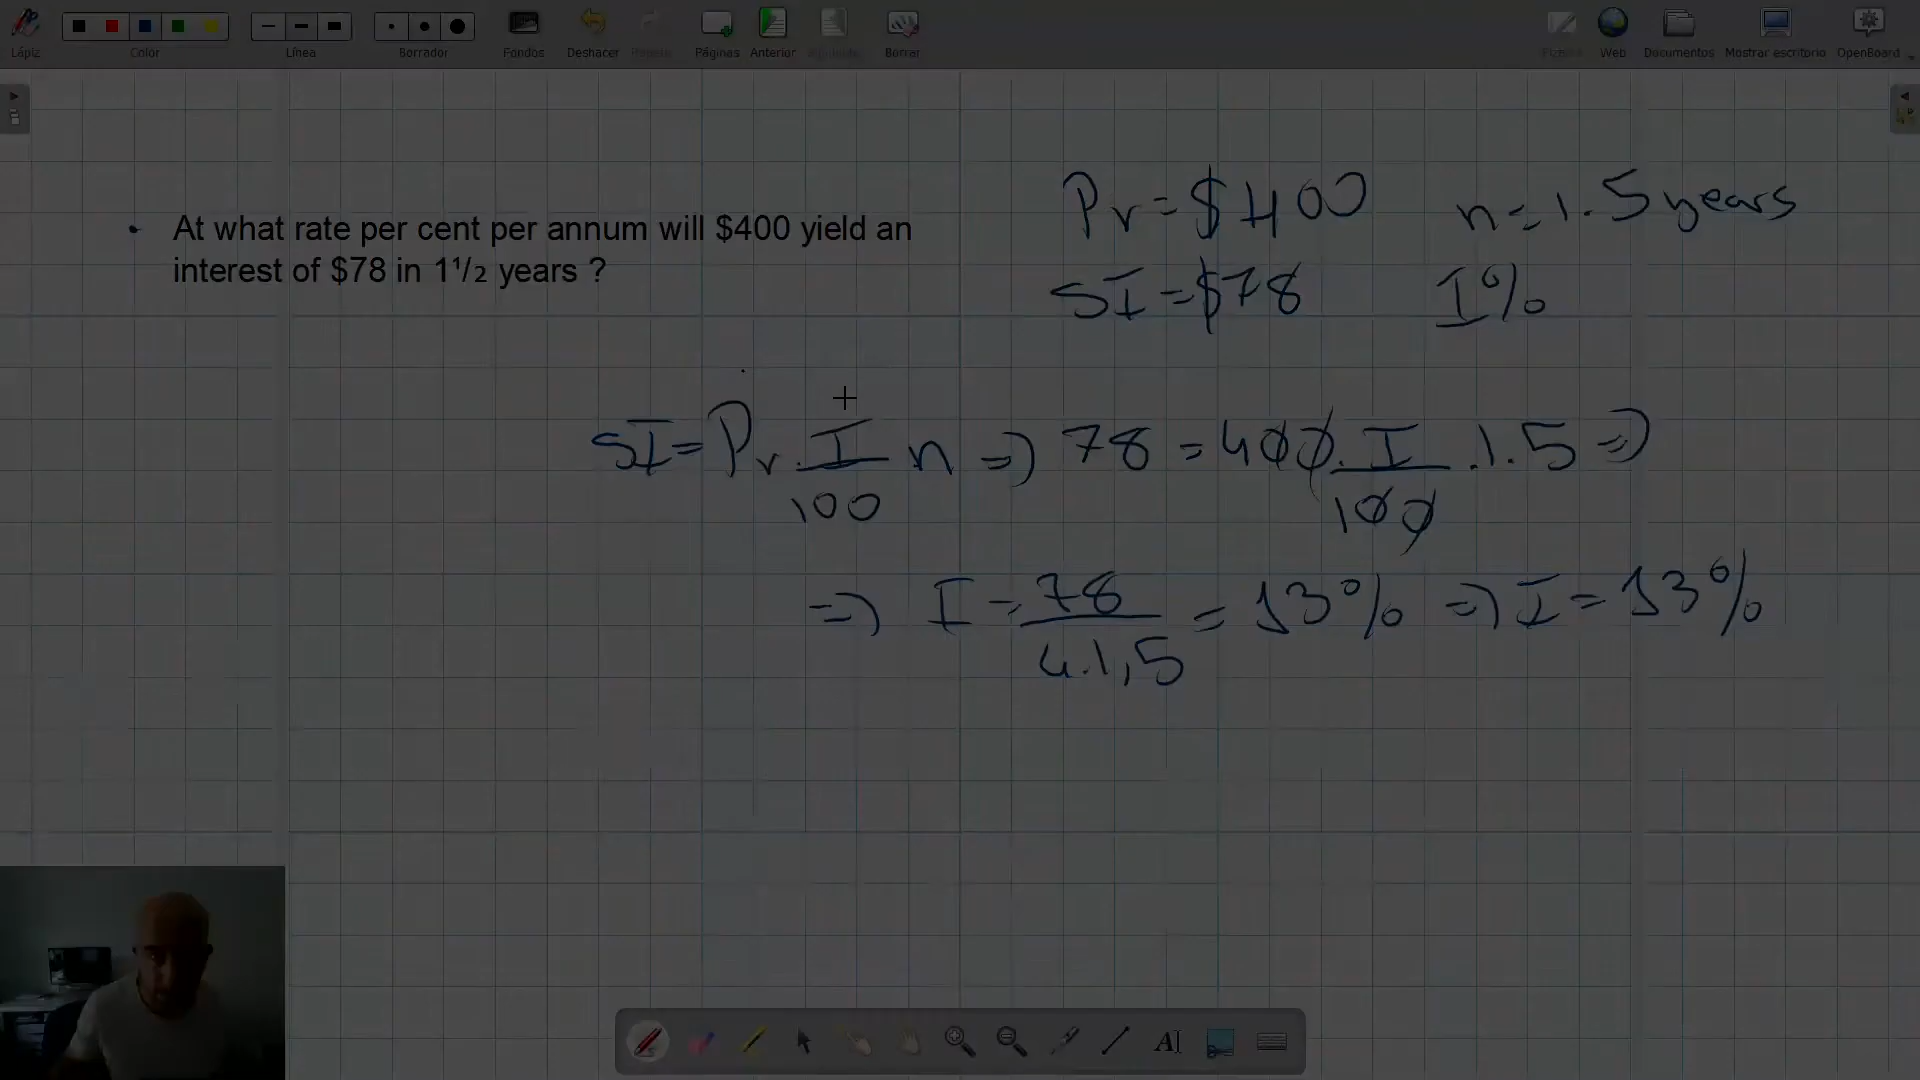 Lápiz Color Línea Borrador Fondos Deshacer Páginas Anterior Borrar Web Documentos Mostrar escritorio OpenBoard
• At what rate per cent per annum will $400 yield an
interest of $78 in 1¹/₂ years ?
Pr = $400 n = 1.5 years
SI = $78 I%
SI = Pr . I/100 n => 78 = 400 . I/100 . 1.5 =>
=> I = 78/4.1,5 = 13% => I = 13%
AI